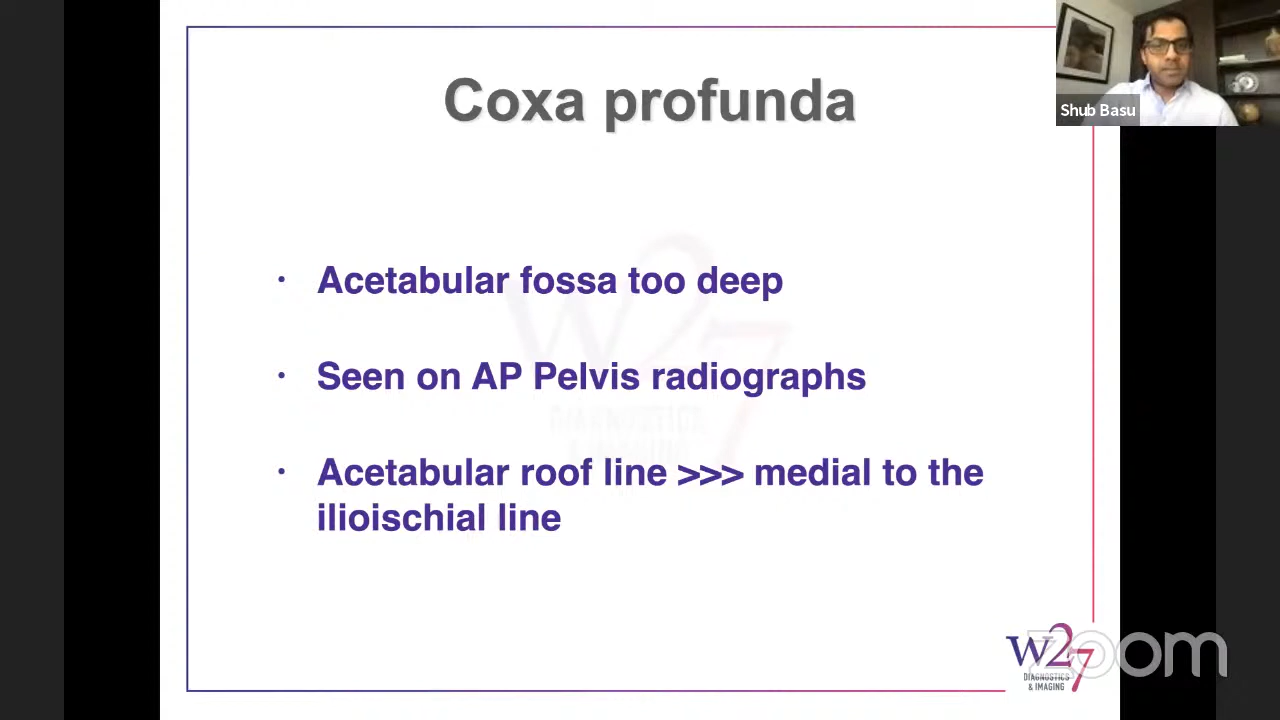 Coxa profunda
Shub Basu
· Acetabular fossa too deep
· Seen on AP Pelvis radiographs
· Acetabular roof line >>> medial to the
ilioischial line
W27
DIAGNOSTICS
& IMAGING
zoom